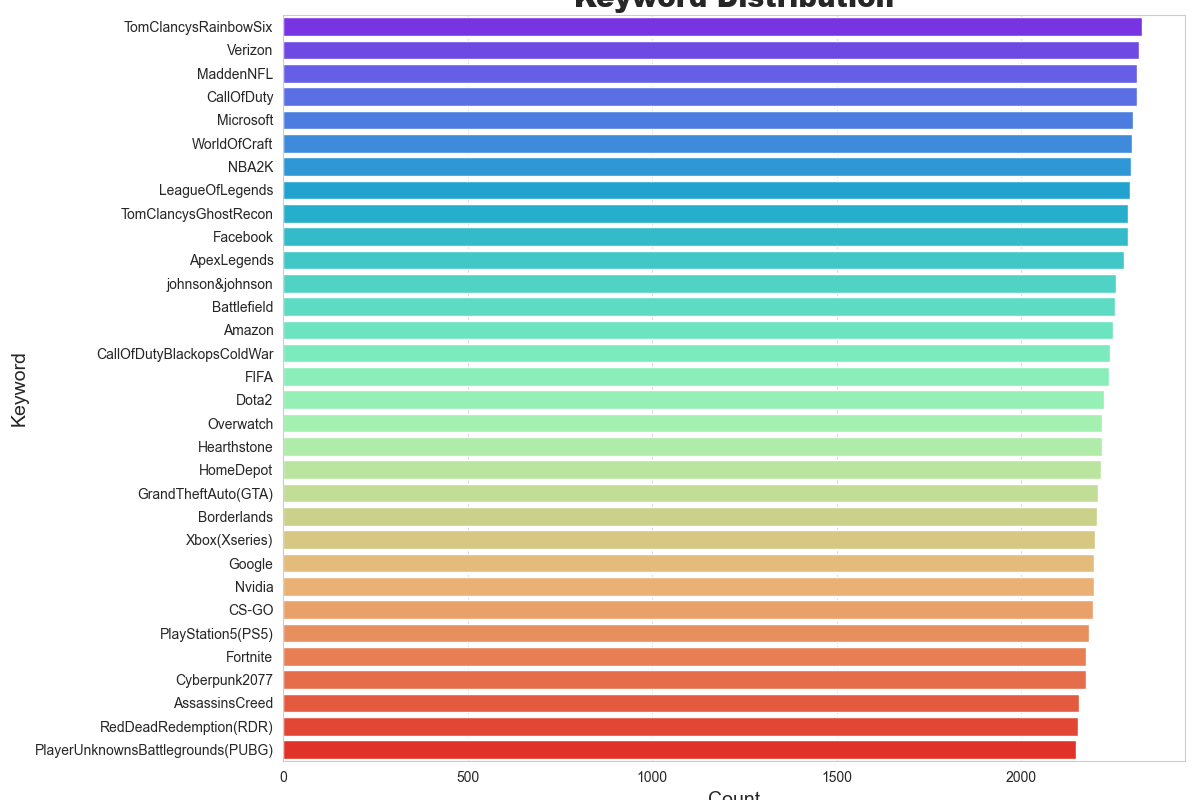 Keyword Distribution
TomClancysRainbowSix
Verizon
MaddenNFL
CallOfDuty
Microsoft
WorldOfCraft
NBA2K
LeagueOfLegends
TomClancysGhostRecon
Facebook
ApexLegends
johnson&johnson
Battlefield
Amazon
CallOfDutyBlackopsColdWar
FIFA
Dota2
Overwatch
Hearthstone
HomeDepot
GrandTheftAuto(GTA)
Borderlands
Xbox(Xseries)
Google
Nvidia
CS-GO
PlayStation5(PS5)
Fortnite
Cyberpunk2077
AssassinsCreed
RedDeadRedemption(RDR)
PlayerUnknownsBattlegrounds(PUBG)
Keyword
0 500 1000 1500 2000
Count